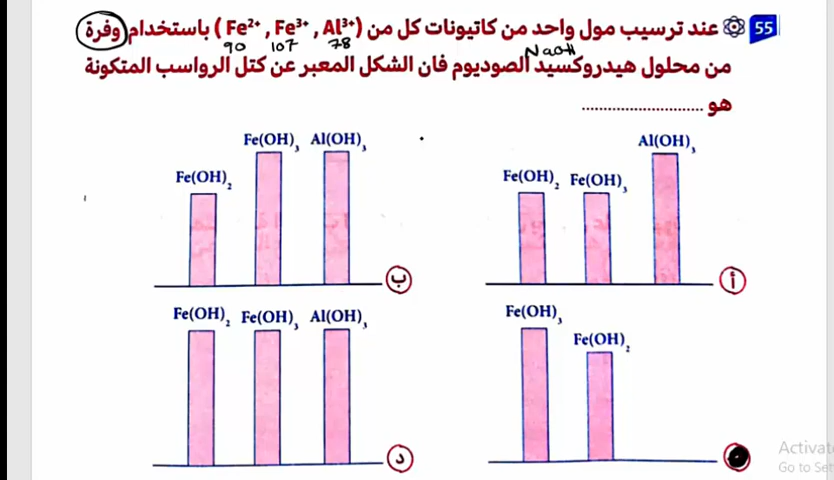 55 عند ترسيب مول واحد من كاتيونات كل من (Fe²⁺ , Fe³⁺ , Al³⁺) باستخدام وفرة
90 107 78
NaOH
من محلول هيدروكسيد الصوديوم فان الشكل المعبر عن كتل الرواسب المتكونة
هو ..........................
Al(OH)₃
Fe(OH)₂ Fe(OH)₃
أ
Fe(OH)₃ Al(OH)₃
Fe(OH)₂
ب
Fe(OH)₃
Fe(OH)₂
Fe(OH)₂ Fe(OH)₃ Al(OH)₃
د
Activat
Go to Set